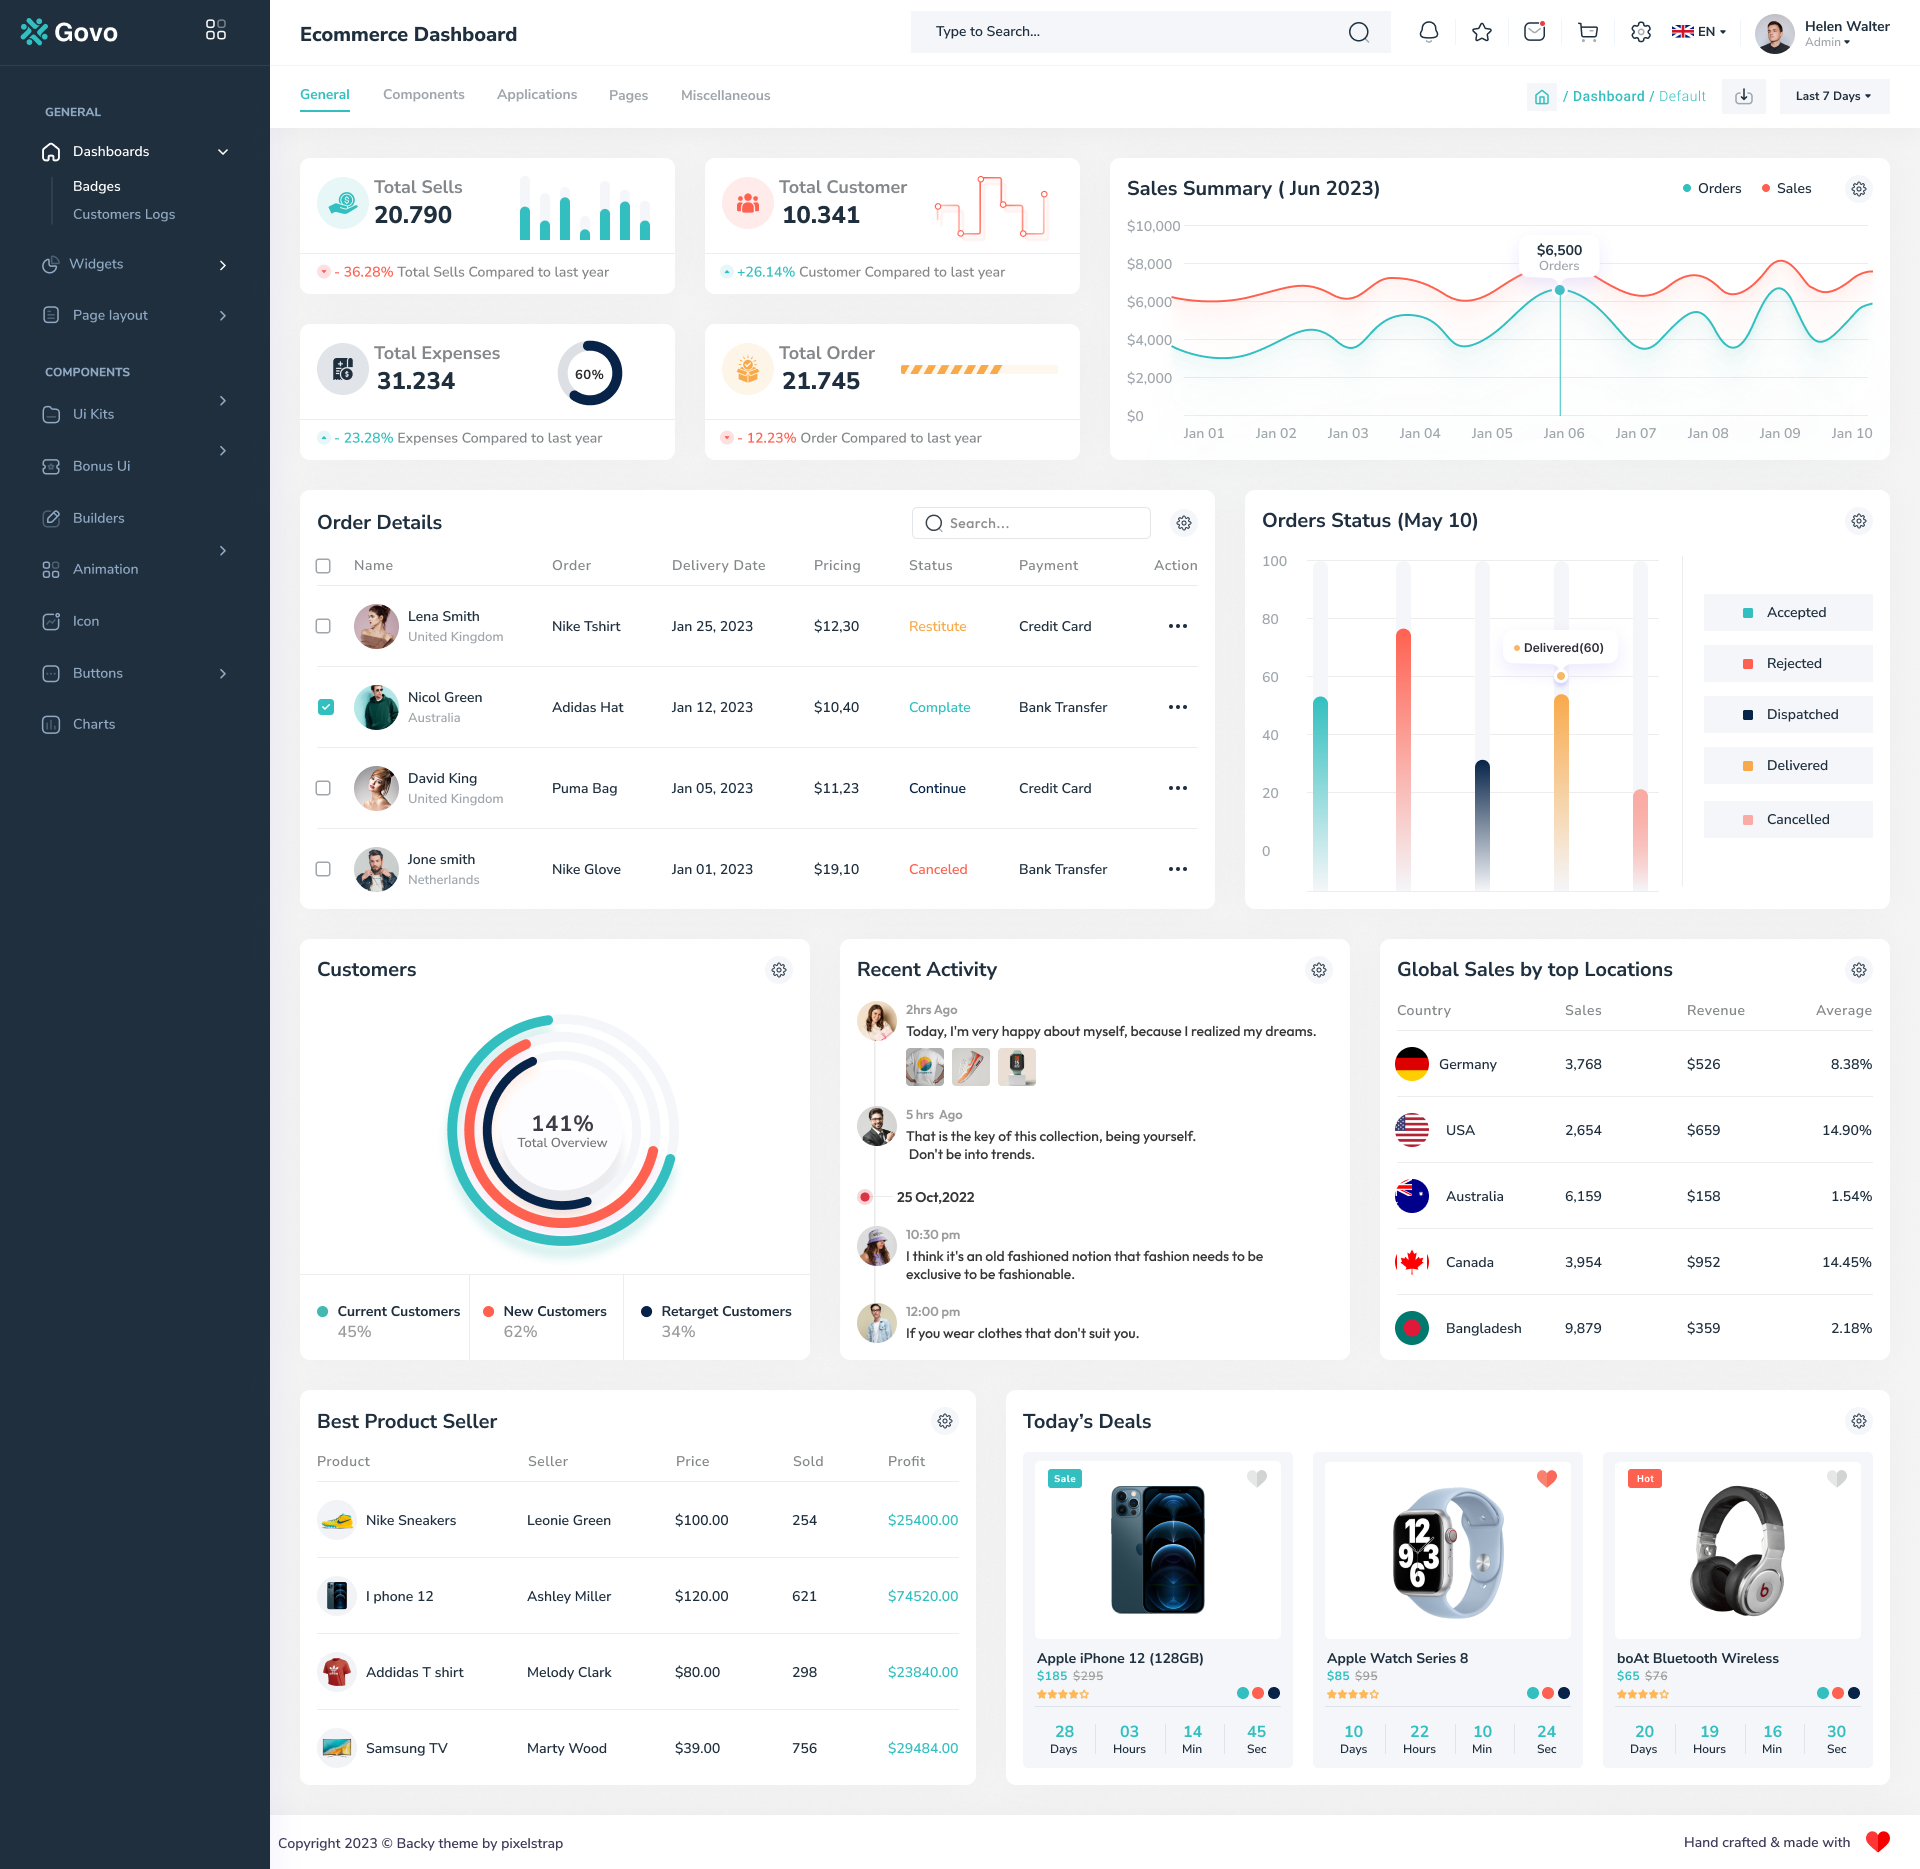 Govo
GENERAL
Dashboards
Badges
Customers Logs
Widgets
Page layout
COMPONENTS
Ui Kits
Bonus Ui
Builders
Animation
Icon
Buttons
Charts
Ecommerce Dashboard
Type to Search...
EN
Helen Walter
Admin
General Components Applications Pages Miscellaneous
/ Dashboard / Default
Last 7 Days
Total Sells
20.790
- 36.28% Total Sells Compared to last year
Total Customer
10.341
+26.14% Customer Compared to last year
Total Expenses
31.234
60%
- 23.28% Expenses Compared to last year
Total Order
21.745
- 12.23% Order Compared to last year
Sales Summary ( Jun 2023)
Orders Sales
$10,000
$8,000
$6,000
$4,000
$2,000
$0
$6,500
Orders
Jan 01 Jan 02 Jan 03 Jan 04 Jan 05 Jan 06 Jan 07 Jan 08 Jan 09 Jan 10
Order Details
Search...
Name Order Delivery Date Pricing Status Payment Action
Lena Smith
United Kingdom
Nike Tshirt Jan 25, 2023 $12,30 Restitute Credit Card
Nicol Green
Australia
Adidas Hat Jan 12, 2023 $10,40 Complate Bank Transfer
David King
United Kingdom
Puma Bag Jan 05, 2023 $11,23 Continue Credit Card
Jone smith
Netherlands
Nike Glove Jan 01, 2023 $19,10 Canceled Bank Transfer
Orders Status (May 10)
100
80
60
40
20
0
Delivered(60)
Accepted
Rejected
Dispatched
Delivered
Cancelled
Customers
141%
Total Overview
Current Customers
45%
New Customers
62%
Retarget Customers
34%
Recent Activity
2hrs Ago
Today, I'm very happy about myself, because I realized my dreams.
5 hrs Ago
That is the key of this collection, being yourself.
Don't be into trends.
25 Oct,2022
10:30 pm
I think it's an old fashioned notion that fashion needs to be
exclusive to be fashionable.
12:00 pm
If you wear clothes that don't suit you.
Global Sales by top Locations
Country Sales Revenue Average
Germany 3,768 $526 8.38%
USA 2,654 $659 14.90%
Australia 6,159 $158 1.54%
Canada 3,954 $952 14.45%
Bangladesh 9,879 $359 2.18%
Best Product Seller
Product Seller Price Sold Profit
Nike Sneakers Leonie Green $100.00 254 $25400.00
I phone 12 Ashley Miller $120.00 621 $74520.00
Addidas T shirt Melody Clark $80.00 298 $23840.00
Samsung TV Marty Wood $39.00 756 $29484.00
Today’s Deals
Sale
Apple iPhone 12 (128GB)
$185 $295
28 03 14 45
Days Hours Min Sec
12
9 3
6
Apple Watch Series 8
$85 $95
10 22 10 24
Days Hours Min Sec
Hot
b
boAt Bluetooth Wireless
$65 $76
20 19 16 30
Days Hours Min Sec
Copyright 2023 © Backy theme by pixelstrap
Hand crafted & made with